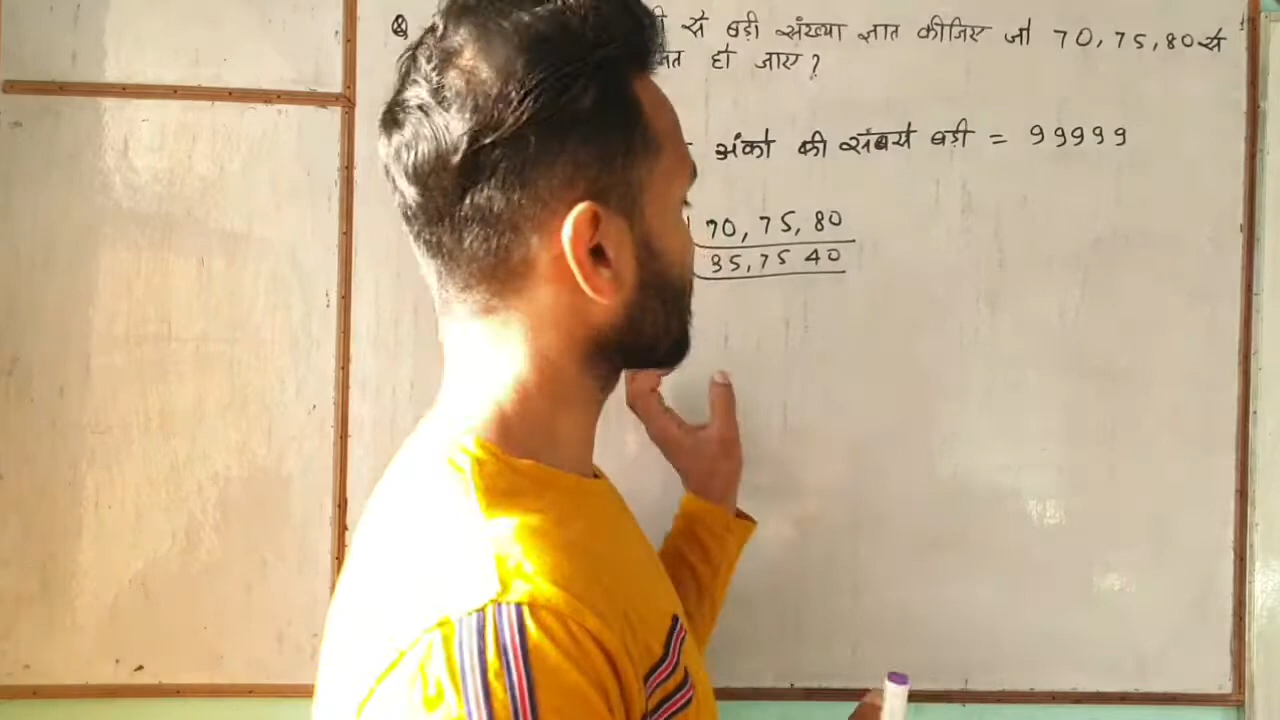 से बड़ी संख्या ज्ञात कीजिए जो 70, 75, 80 से
हो जाए ?
अंको की सबसे बड़ी = 99999
70, 75, 80
35, 75 40